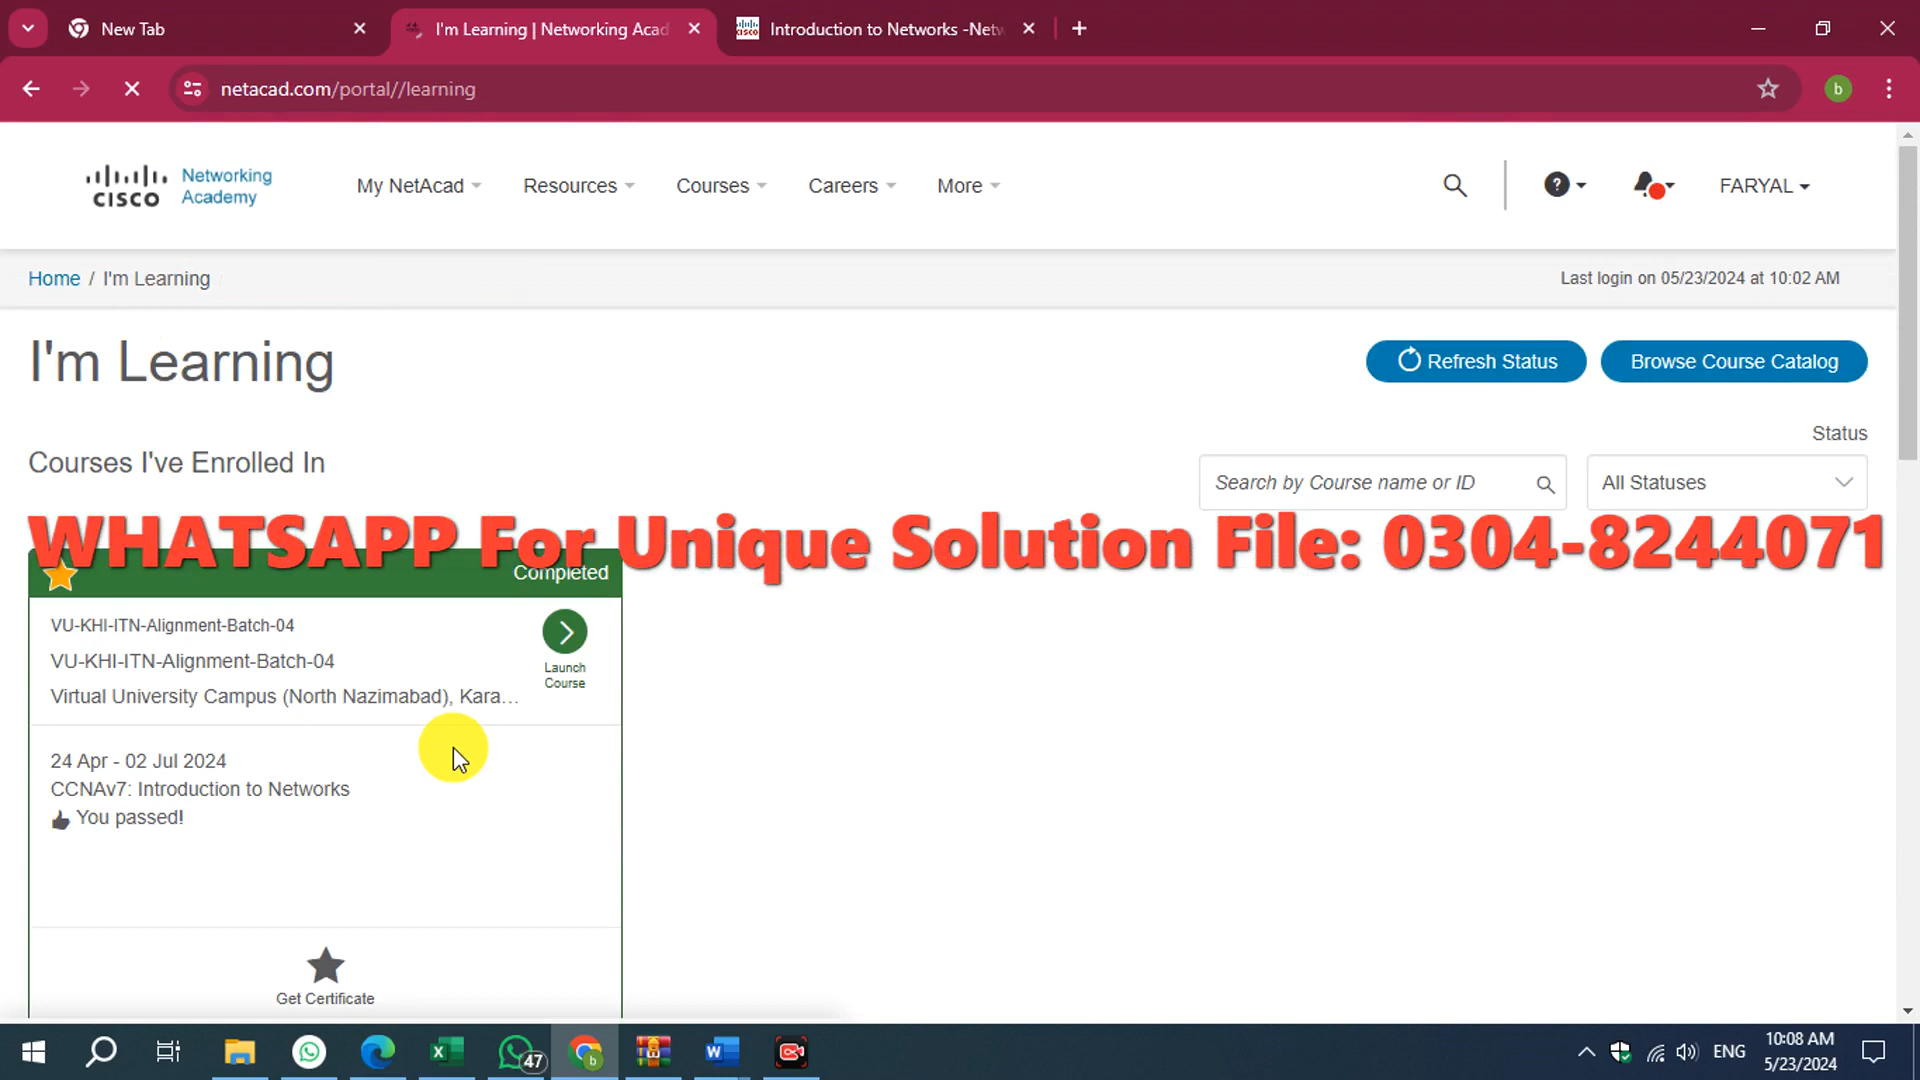 New Tab
I'm Learning | Networking Acad
Introduction to Networks -Netw
netacad.com/portal//learning
b
CISCO
Networking
Academy
My NetAcad
Resources
Courses
Careers
More
FARYAL
Home / I'm Learning
Last login on 05/23/2024 at 10:02 AM
I'm Learning
Refresh Status
Browse Course Catalog
Status
Courses I've Enrolled In
Search by Course name or ID
All Statuses
WHATSAPP For Unique Solution File: 0304-8244071
Completed
VU-KHI-ITN-Alignment-Batch-04
VU-KHI-ITN-Alignment-Batch-04
Virtual University Campus (North Nazimabad), Kara...
Launch
Course
24 Apr - 02 Jul 2024
CCNAv7: Introduction to Networks
You passed!
Get Certificate
47
ENG
10:08 AM
5/23/2024